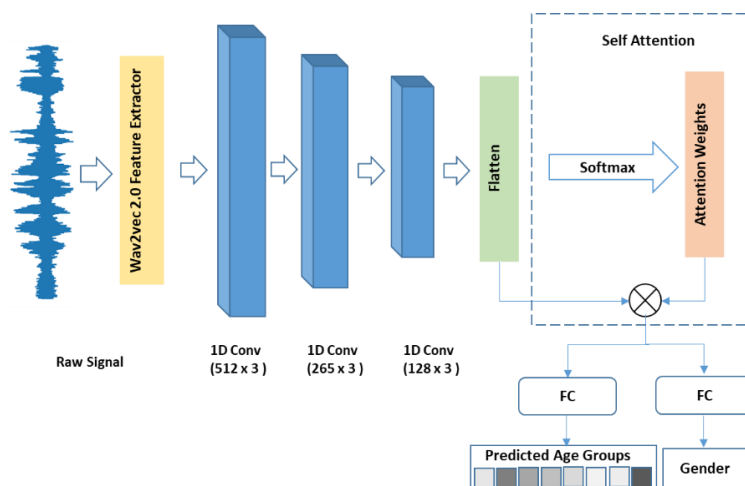 Self Attention
Wav2vec 2.0 Feature Extractor
Flatten
Softmax
Attention Weights
Raw Signal
1D Conv
(512 x 3 )
1D Conv
(265 x 3 )
1D Conv
(128 x 3 )
FC
FC
Predicted Age Groups
Gender